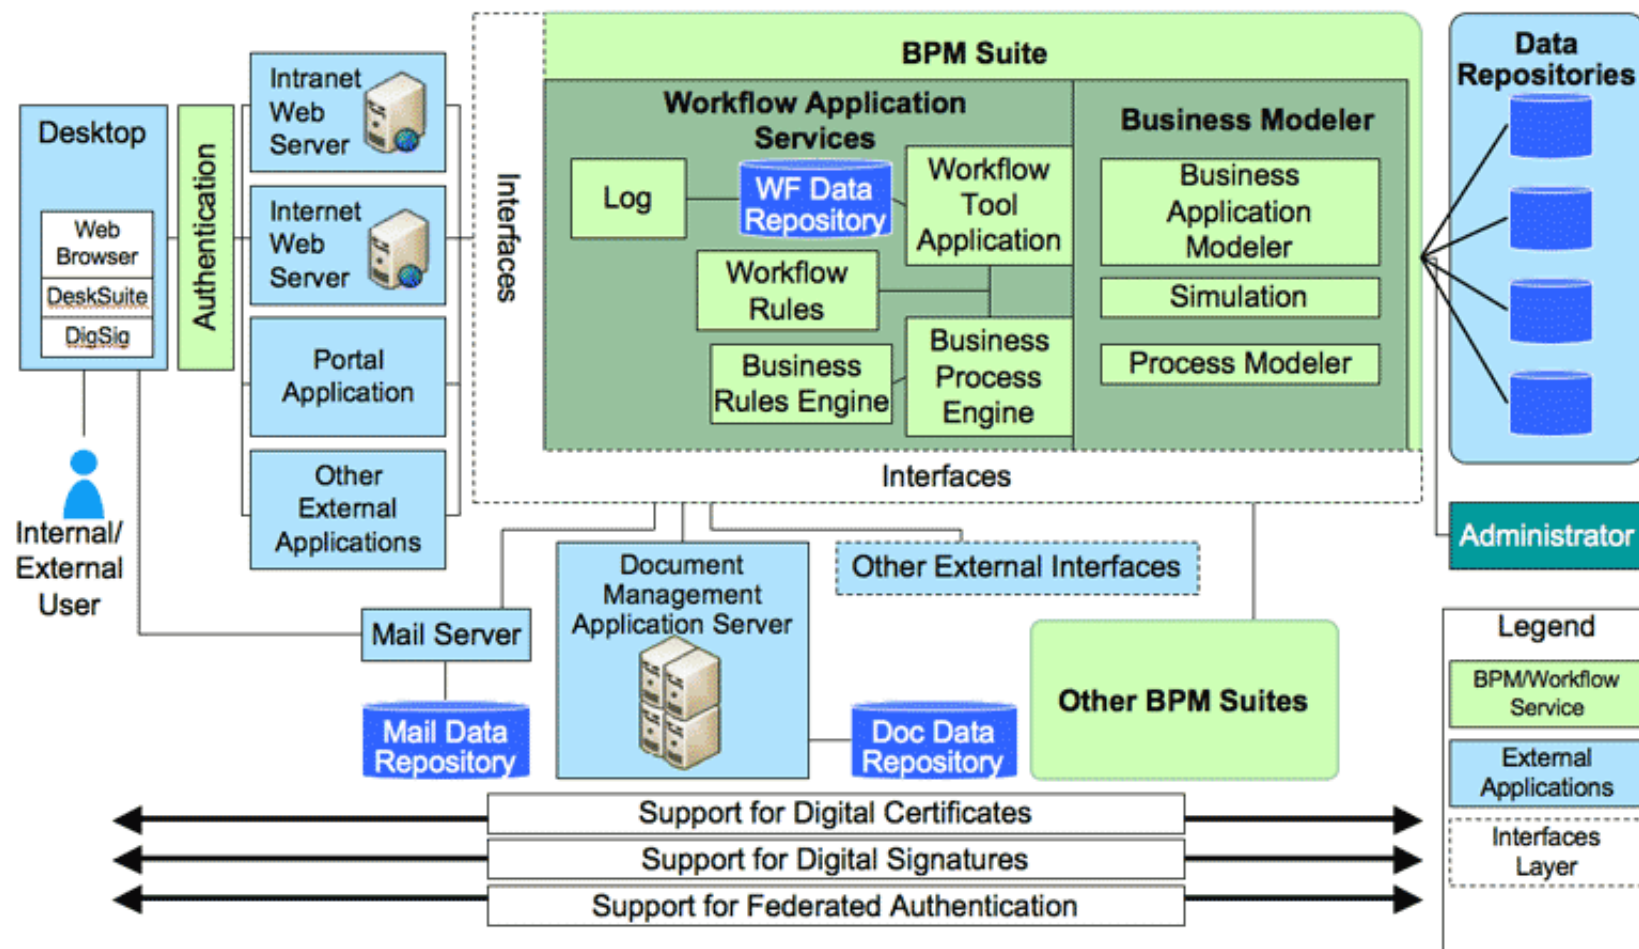 Desktop
Web
Browser
DeskSuite
DigSig
Internal/
External
User
Authentication
Intranet
Web
Server
Internet
Web
Server
Portal
Application
Other
External
Applications
Interfaces
BPM Suite
Workflow Application
Services
Log
WF Data
Repository
Workflow
Tool
Application
Workflow
Rules
Business
Rules Engine
Business
Process
Engine
Business Modeler
Business
Application
Modeler
Simulation
Process Modeler
Interfaces
Data
Repositories
Administrator
Mail Server
Mail Data
Repository
Document
Management
Application Server
Doc Data
Repository
Other External Interfaces
Other BPM Suites
Legend
BPM/Workflow
Service
External
Applications
Interfaces
Layer
Support for Digital Certificates
Support for Digital Signatures
Support for Federated Authentication